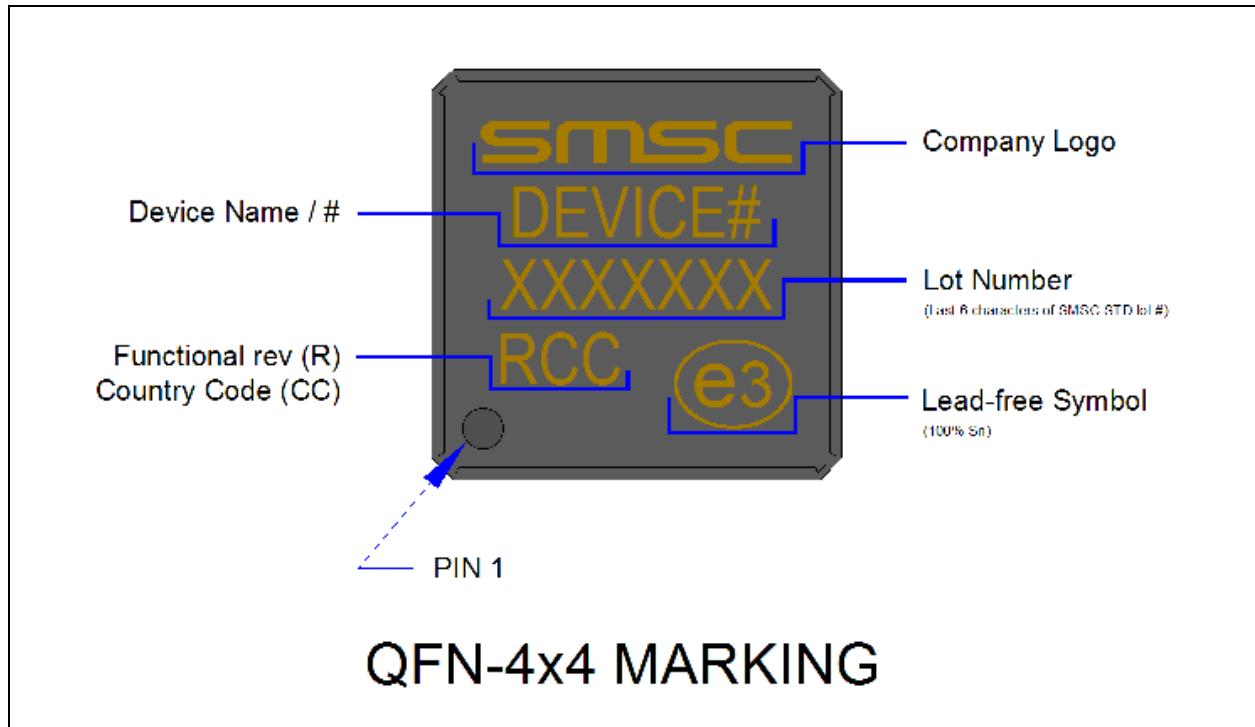 smsc
Company Logo
Device Name / #
DEVICE#
XXXXXXX
Lot Number
(Last 6 characters of SMSC STD lot #)
Functional rev (R)
Country Code (CC)
RCC
e3
Lead-free Symbol
(100% Sn)
PIN 1
QFN-4x4 MARKING